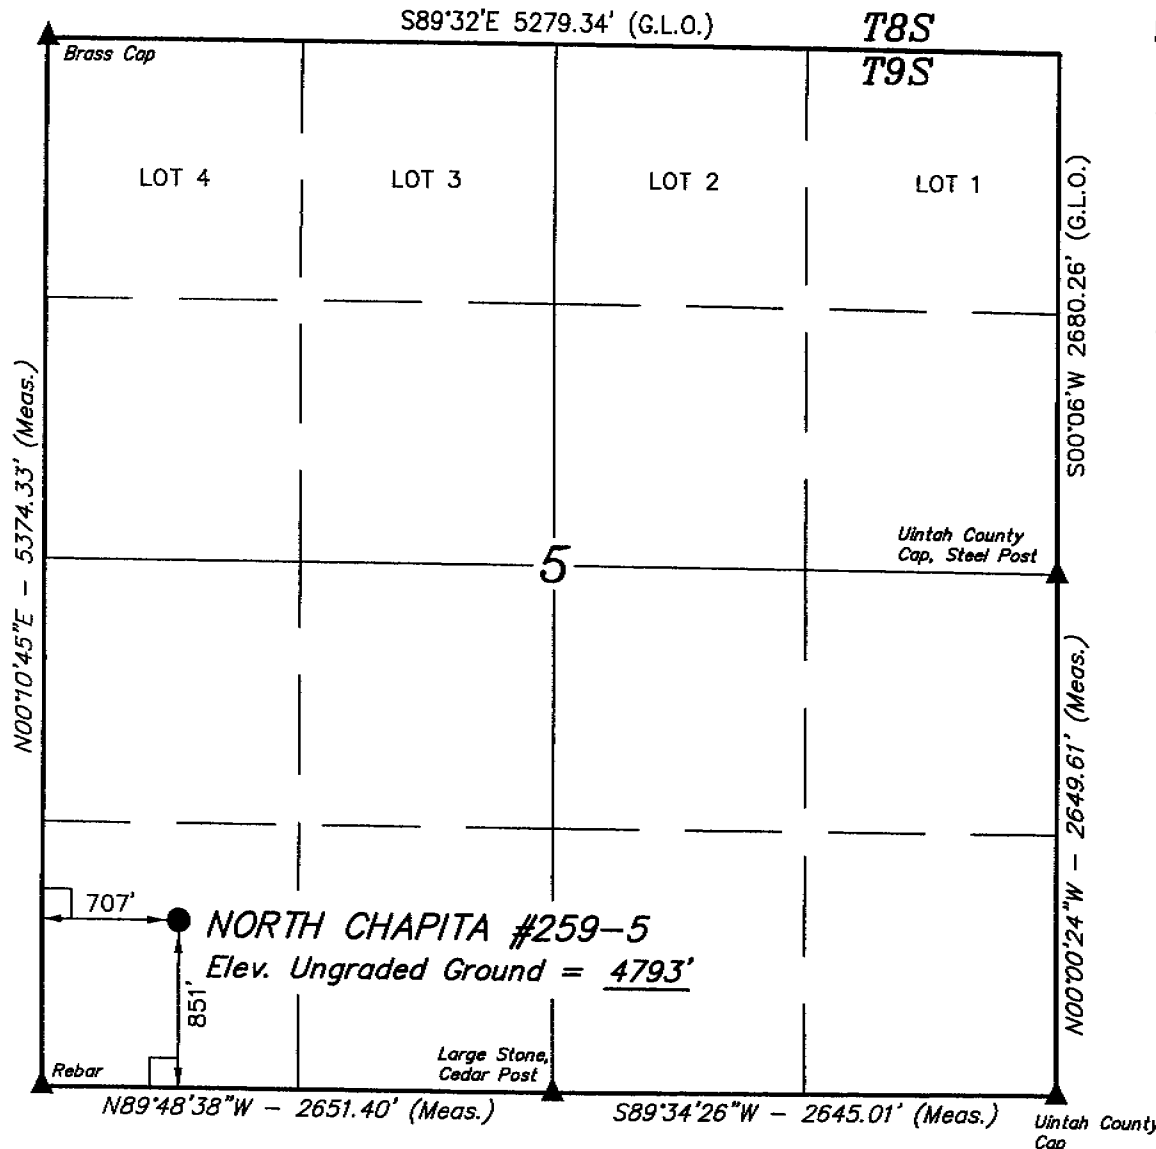 S89°32'E 5279.34' (G.L.O.)
T8S
T9S
Brass Cap
LOT 4
LOT 3
LOT 2
LOT 1
S00°06'W 2680.26' (G.L.O.)
N00°10'45"E – 5374.33' (Meas.)
Uintah County
Cap, Steel Post
5
N00°00'24"W – 2649.61' (Meas.)
707'
NORTH CHAPITA #259–5
Elev. Ungraded Ground = 4793'
851'
Rebar
Large Stone,
Cedar Post
N89°48'38"W – 2651.40' (Meas.)
S89°34'26"W – 2645.01' (Meas.)
Uintah County
Cap